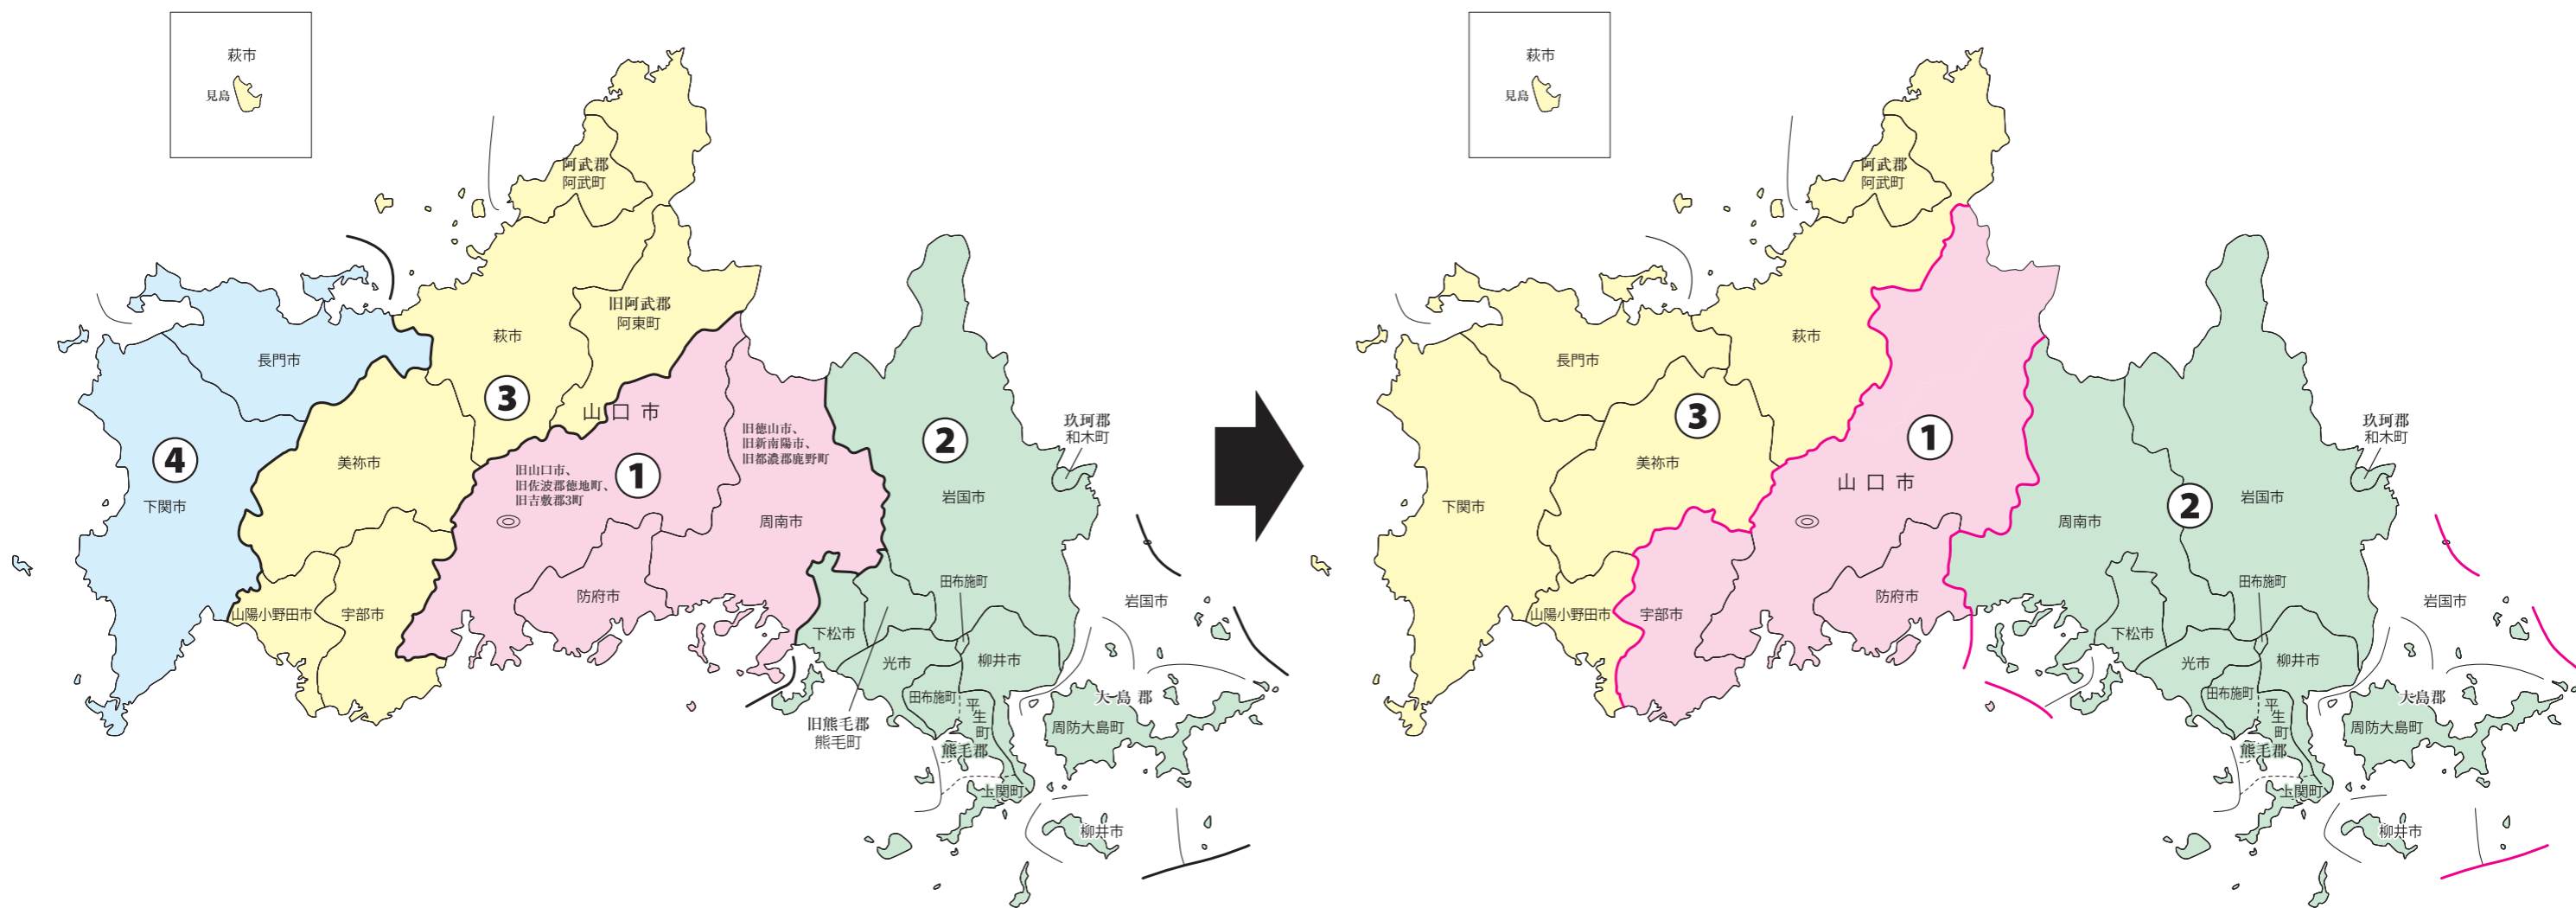 萩市
見島
阿武郡
阿武町
旧阿武郡
阿東町
萩市
長門市
3
山口市
4
下関市
美祢市
旧山口市、
旧佐波郡徳地町、
旧吉敷郡3町
1
旧徳山市、
旧新南陽市、
旧都濃郡鹿野町
2
玖珂郡
和木町
岩国市
周南市
山陽小野田市
宇部市
防府市
田布施町
岩国市
下松市
光市
柳井市
田布施町
平生町
旧熊毛郡
熊毛町
熊毛郡
上関町
大島郡
周防大島町
柳井市
萩市
見島
阿武郡
阿武町
萩市
長門市
3
美祢市
下関市
1
山口市
2
玖珂郡
和木町
岩国市
周南市
山陽小野田市
宇部市
防府市
田布施町
岩国市
下松市
光市
柳井市
田布施町
平生町
熊毛郡
上関町
大島郡
周防大島町
柳井市